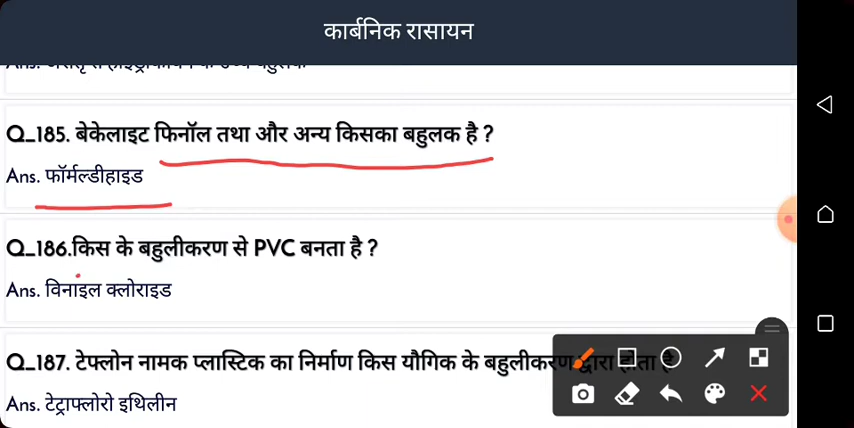 कार्बनिक रासायन
Q_185. बेकेलाइट फिनॉल तथा और अन्य किसका बहुलक है ?
Ans. फॉर्मल्डीहाइड
Q_186.किस के बहुलीकरण से PVC बनता है ?
Ans. विनाइल क्लोराइड
Q_187. टेफ्लोन नामक प्लास्टिक का निर्माण किस यौगिक के बहुलीकरण द्वारा होता है
Ans. टेट्राफ्लोरो इथिलीन